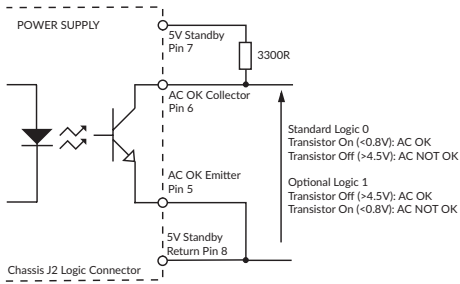 POWER SUPPLY
5V Standby
Pin 7
3300R
AC OK Collector
Pin 6
Standard Logic 0
Transistor On (<0.8V): AC OK
Transistor Off (>4.5V): AC NOT OK
Optional Logic 1
Transistor Off (>4.5V): AC OK
Transistor On (<0.8V): AC NOT OK
AC OK Emitter
Pin 5
5V Standby
Return Pin 8
Chassis J2 Logic Connector